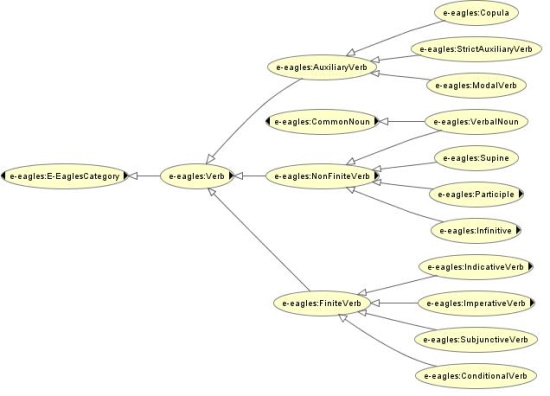 e-eagles:Copula
e-eagles:StrictAuxiliaryVerb
e-eagles:AuxiliaryVerb
e-eagles:ModalVerb
e-eagles:CommonNoun
e-eagles:VerbalNoun
e-eagles:Supine
e-eagles:E-EaglesCategory
e-eagles:Verb
e-eagles:NonFiniteVerb
e-eagles:Participle
e-eagles:Infinitive
e-eagles:IndicativeVerb
e-eagles:FiniteVerb
e-eagles:ImperativeVerb
e-eagles:SubjunctiveVerb
e-eagles:ConditionalVerb